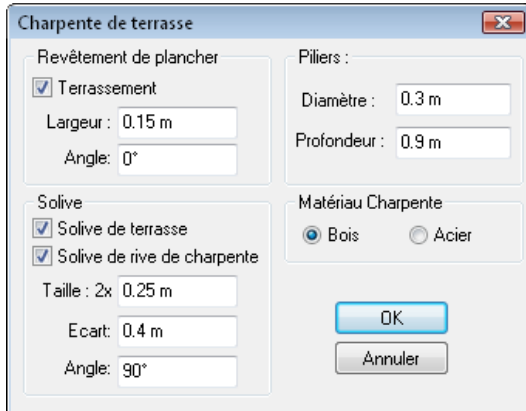 Charpente de terrasse
Revêtement de plancher
Terrassement
Largeur : 0.15 m
Angle: 0°
Piliers :
Diamètre : 0.3 m
Profondeur : 0.9 m
Solive
Solive de terrasse
Solive de rive de charpente
Taille : 2x 0.25 m
Ecart: 0.4 m
Angle: 90°
Matériau Charpente
Bois Acier
OK
Annuler